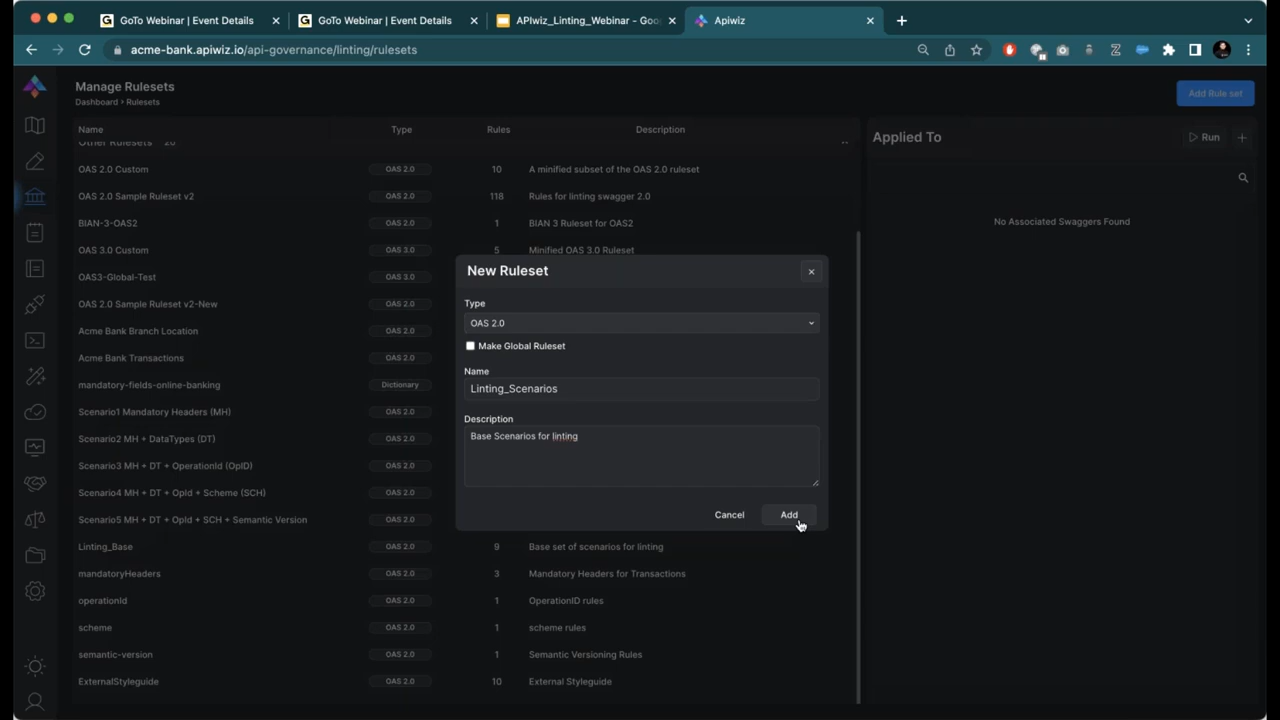 GoTo Webinar | Event Details
GoTo Webinar | Event Details
APIwiz_Linting_Webinar - Goo
Apiwiz
acme-bank.apiwiz.io/api-governance/linting/rulesets
Manage Rulesets
Dashboard › Rulesets
Add Rule set
Name Type Rules Description
Other Rulesets 20
OAS 2.0 Custom OAS 2.0 10 A minified subset of the OAS 2.0 ruleset
OAS 2.0 Sample Ruleset v2 OAS 2.0 118 Rules for linting swagger 2.0
BIAN-3-OAS2 OAS 2.0 1 BIAN 3 Ruleset for OAS2
OAS 3.0 Custom OAS 3.0 5 Minified OAS 3.0 Ruleset
OAS3-Global-Test OAS 3.0
OAS 2.0 Sample Ruleset v2-New OAS 2.0
Acme Bank Branch Location OAS 2.0
Acme Bank Transactions OAS 2.0
mandatory-fields-online-banking Dictionary
Scenario1 Mandatory Headers (MH) OAS 2.0
Scenario2 MH + DataTypes (DT) OAS 2.0
Scenario3 MH + DT + OperationId (OpID) OAS 2.0
Scenario4 MH + DT + OpId + Scheme (SCH) OAS 2.0
Scenario5 MH + DT + OpId + SCH + Semantic Version OAS 2.0
Linting_Base OAS 2.0 9 Base set of scenarios for linting
mandatoryHeaders OAS 2.0 3 Mandatory Headers for Transactions
operationId OAS 2.0 1 OperationID rules
scheme OAS 2.0 1 scheme rules
semantic-version OAS 2.0 1 Semantic Versioning Rules
ExternalStyleguide OAS 2.0 10 External Styleguide
New Ruleset
Type
OAS 2.0
Make Global Ruleset
Name
Linting_Scenarios
Description
Base Scenarios for linting
Cancel Add
Applied To
Run
No Associated Swaggers Found